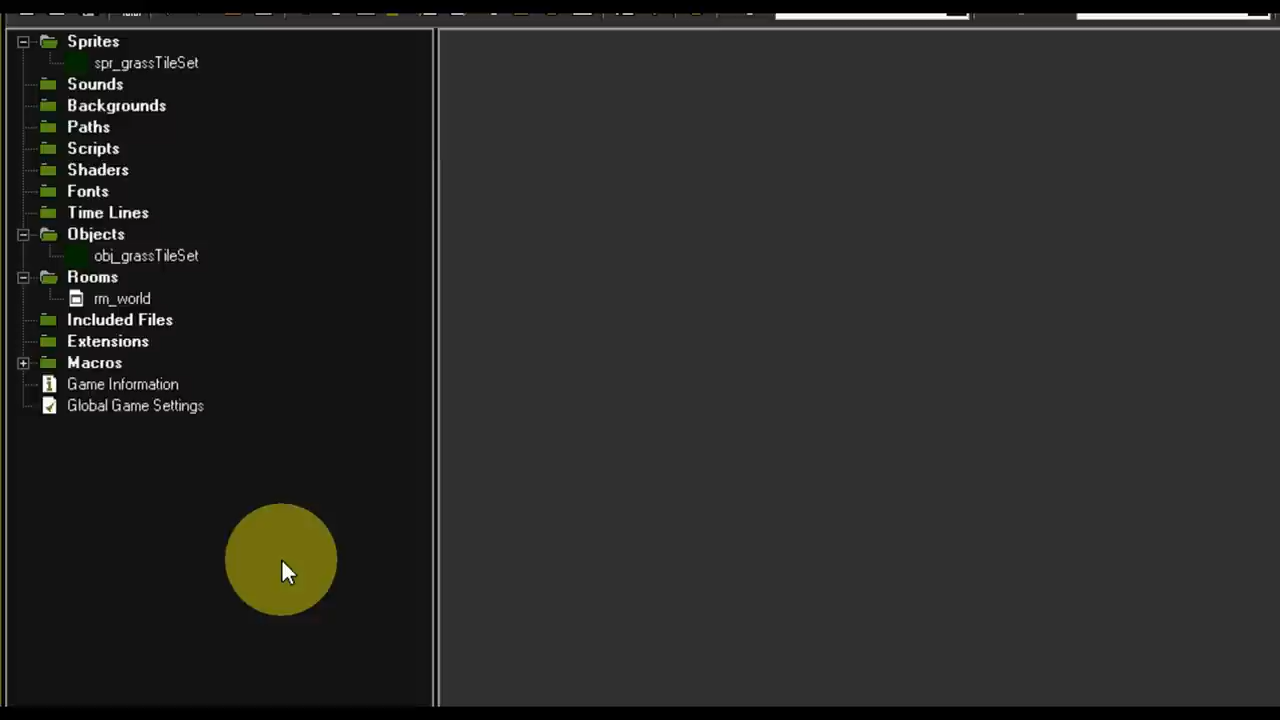 Sprites
spr_grassTileSet
Sounds
Backgrounds
Paths
Scripts
Shaders
Fonts
Time Lines
Objects
obj_grassTileSet
Rooms
rm_world
Included Files
Extensions
Macros
Game Information
Global Game Settings